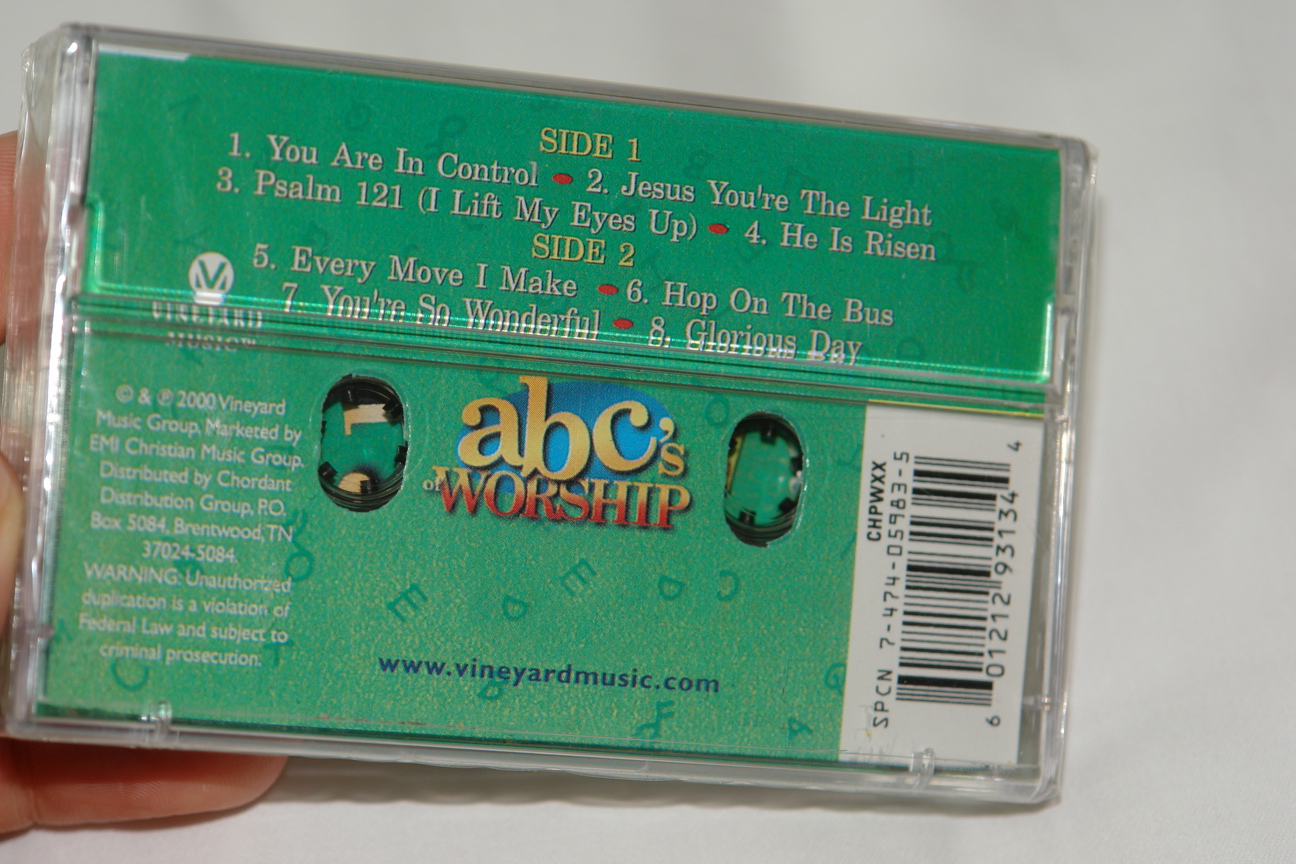 SIDE 1
1. You Are In Control • 2. Jesus You're The Light
3. Psalm 121 (I Lift My Eyes Up) • 4. He Is Risen
SIDE 2
5. Every Move I Make • 6. Hop On The Bus
7. You're So Wonderful • 8. Glorious Day
VINEYARD
MUSIC™
© & ℗ 2000 Vineyard
Music Group. Marketed by
EMI Christian Music Group.
Distributed by Chordant
Distribution Group, P.O.
Box 5084, Brentwood, TN
37024-5084.
WARNING: Unauthorized
duplication is a violation of
Federal Law and subject to
criminal prosecution.
abc's
of WORSHIP
www.vineyardmusic.com
CHPWXX
SPCN 7-474-05983-5
6 01212 93134 4